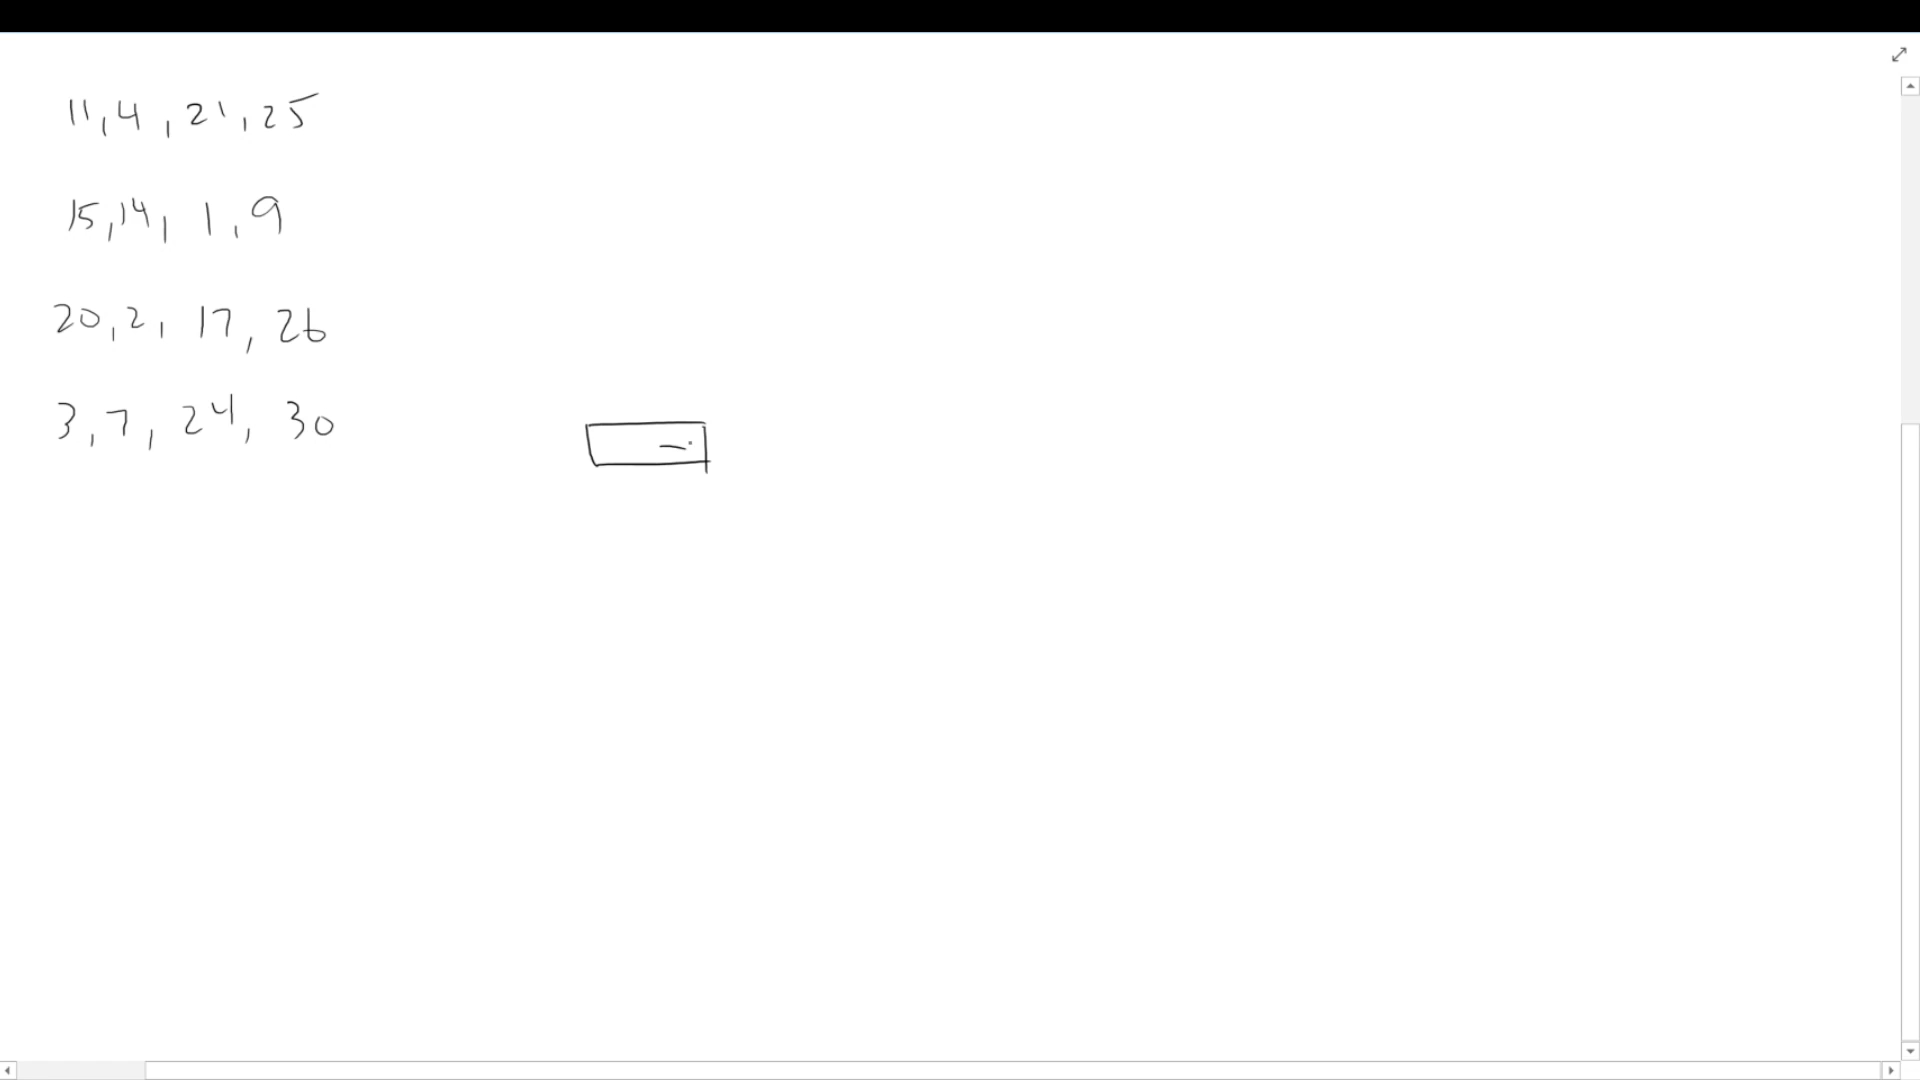 11, 4, 21, 25
15, 14, 1, 9
20, 2, 17, 26
3, 7, 24, 30